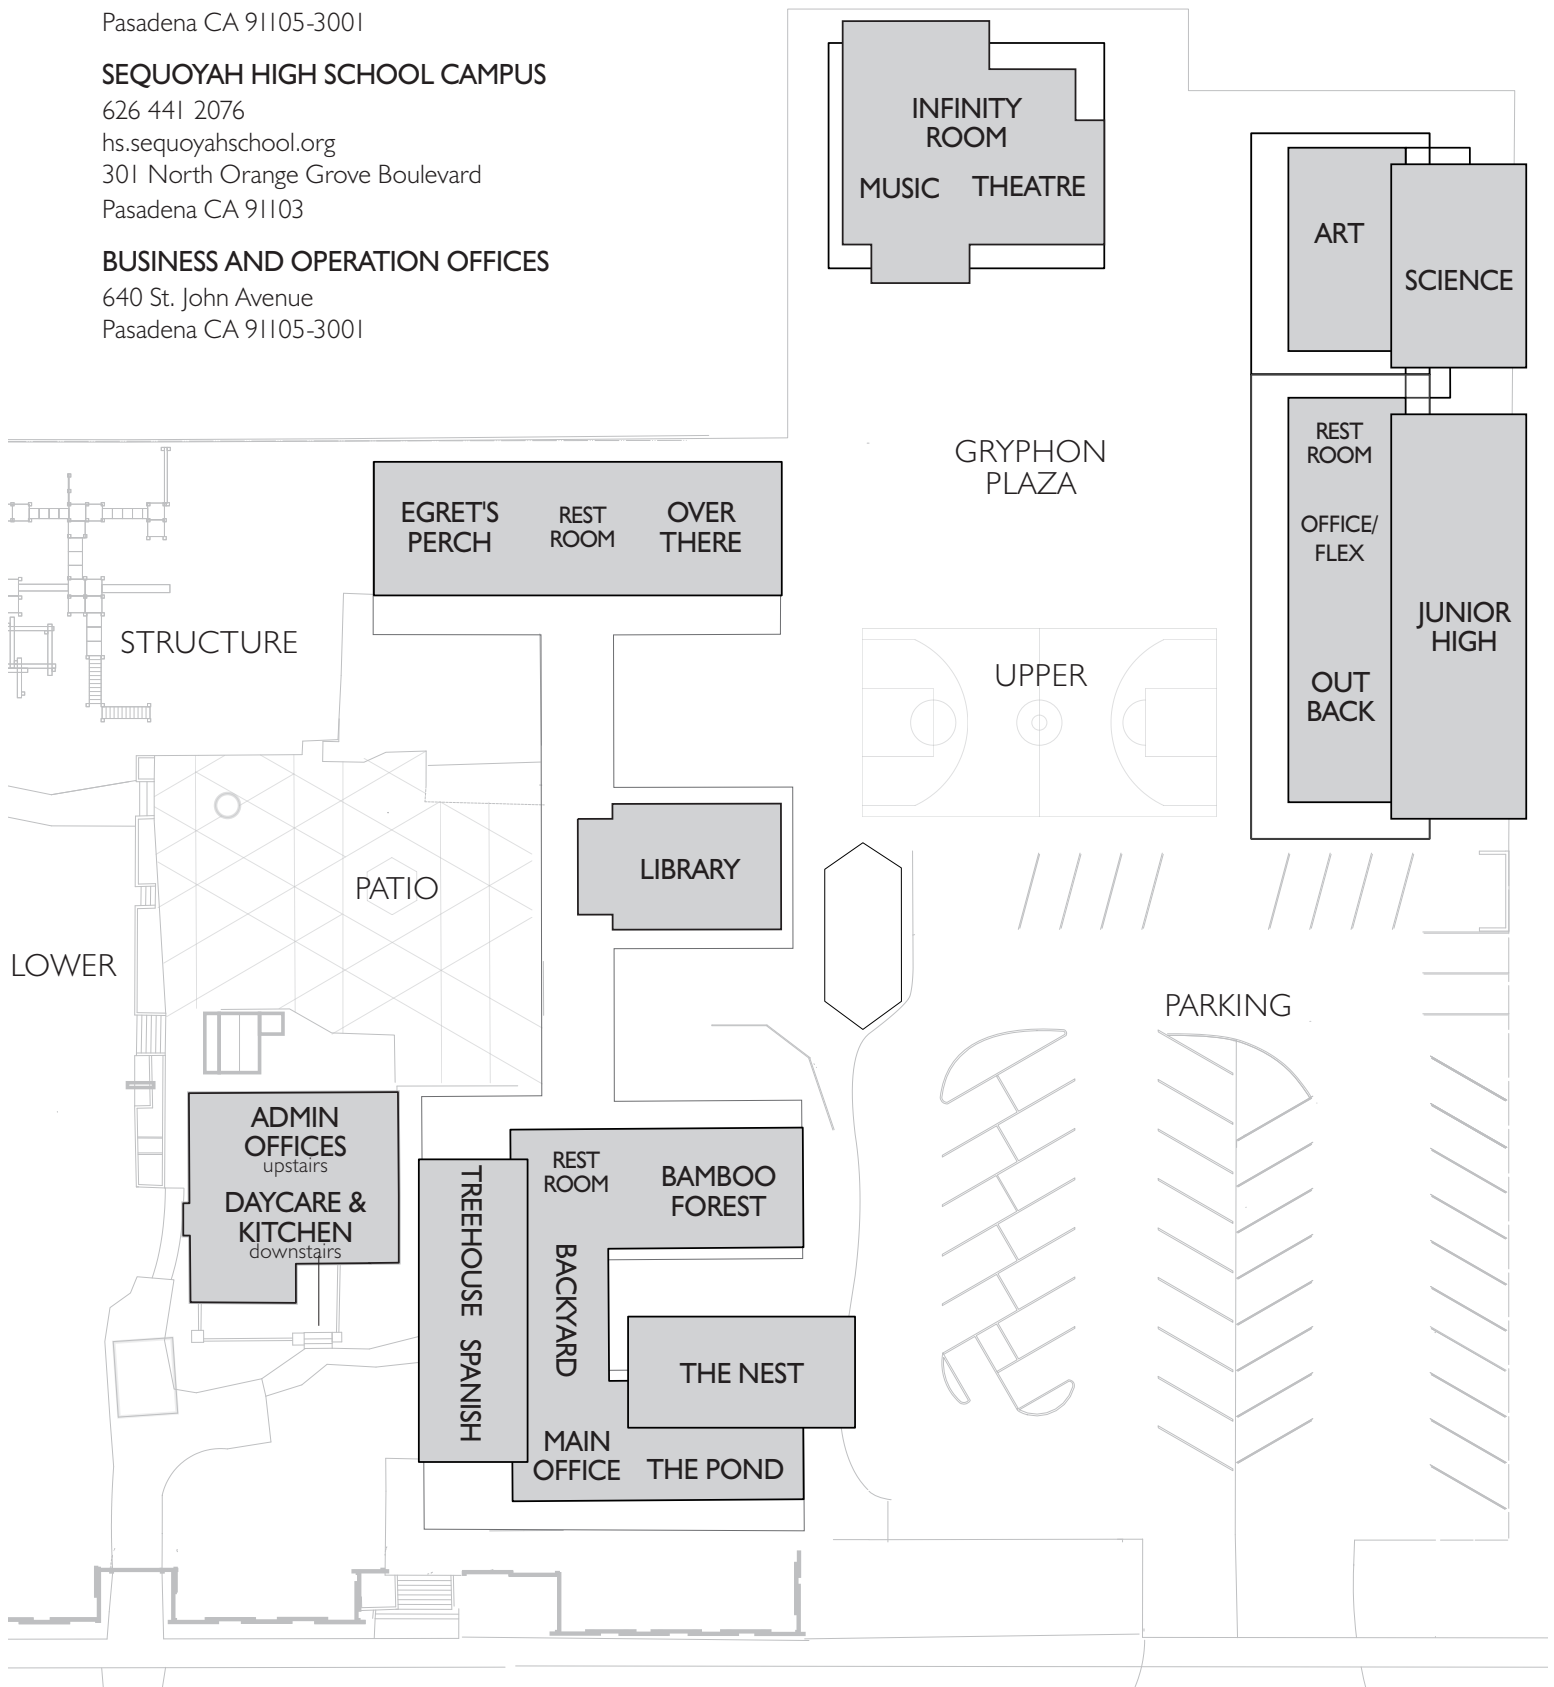 Pasadena CA 91105-3001
SEQUOYAH HIGH SCHOOL CAMPUS
626 441 2076
hs.sequoyahschool.org
301 North Orange Grove Boulevard
Pasadena CA 91103
BUSINESS AND OPERATION OFFICES
640 St. John Avenue
Pasadena CA 91105-3001
INFINITY
ROOM
MUSIC
THEATRE
ART
SCIENCE
GRYPHON
PLAZA
REST
ROOM
OFFICE/
FLEX
JUNIOR
HIGH
OUT
BACK
EGRET'S
PERCH
REST
ROOM
OVER
THERE
STRUCTURE
UPPER
LIBRARY
PATIO
LOWER
PARKING
ADMIN
OFFICES
upstairs
DAYCARE &
KITCHEN
downstairs
TREEHOUSE
SPANISH
REST
ROOM
BAMBOO
FOREST
BACKYARD
THE NEST
MAIN
OFFICE
THE POND